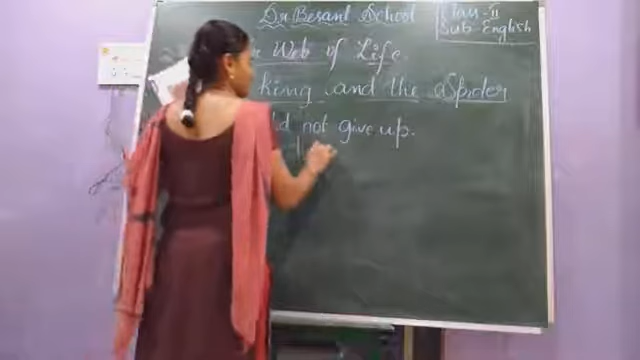 Dr Besant School
Class - II
Sub - English
Web of Life.
king and the Spider
not give up.